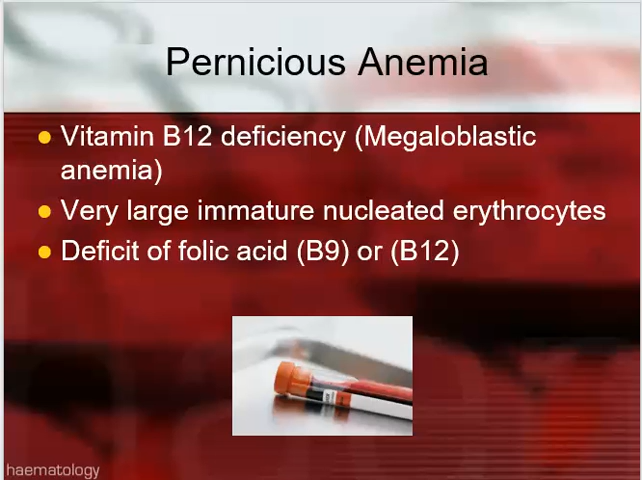 Pernicious Anemia
Vitamin B12 deficiency (Megaloblastic
anemia)
Very large immature nucleated erythrocytes
Deficit of folic acid (B9) or (B12)
haematology